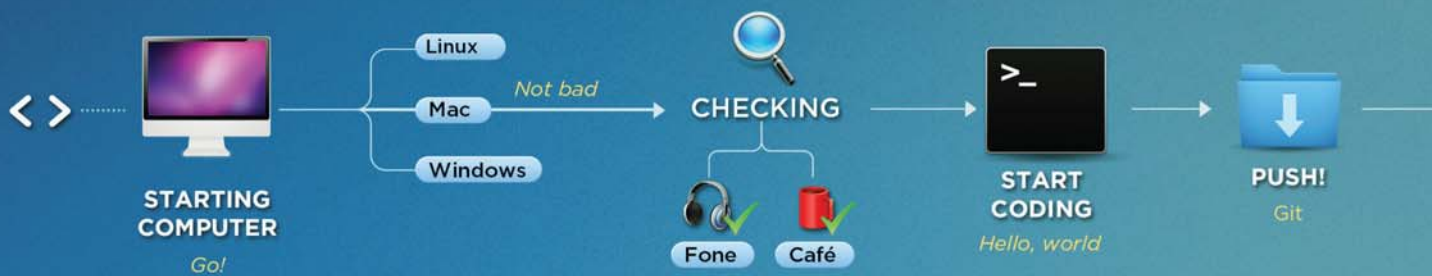 < >
STARTING
COMPUTER
Go!
Linux
Mac
Windows
Not bad
CHECKING
Fone
Café
>_
START
CODING
Hello, world
PUSH!
Git